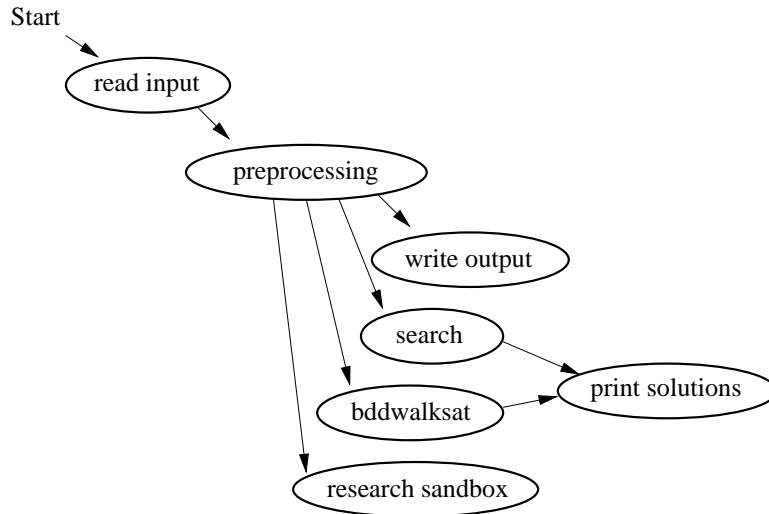 Start
read input
preprocessing
write output
search
print solutions
bddwalksat
research sandbox